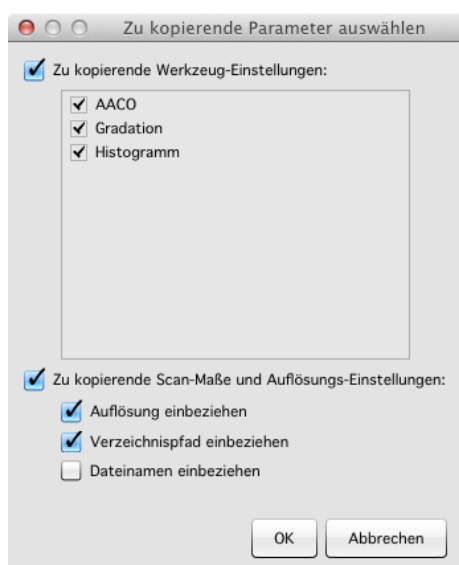 Zu kopierende Parameter auswählen
Zu kopierende Werkzeug-Einstellungen:
AACO
Gradation
Histogramm
Zu kopierende Scan-Maße und Auflösungs-Einstellungen:
Auflösung einbeziehen
Verzeichnispfad einbeziehen
Dateinamen einbeziehen
OK Abbrechen